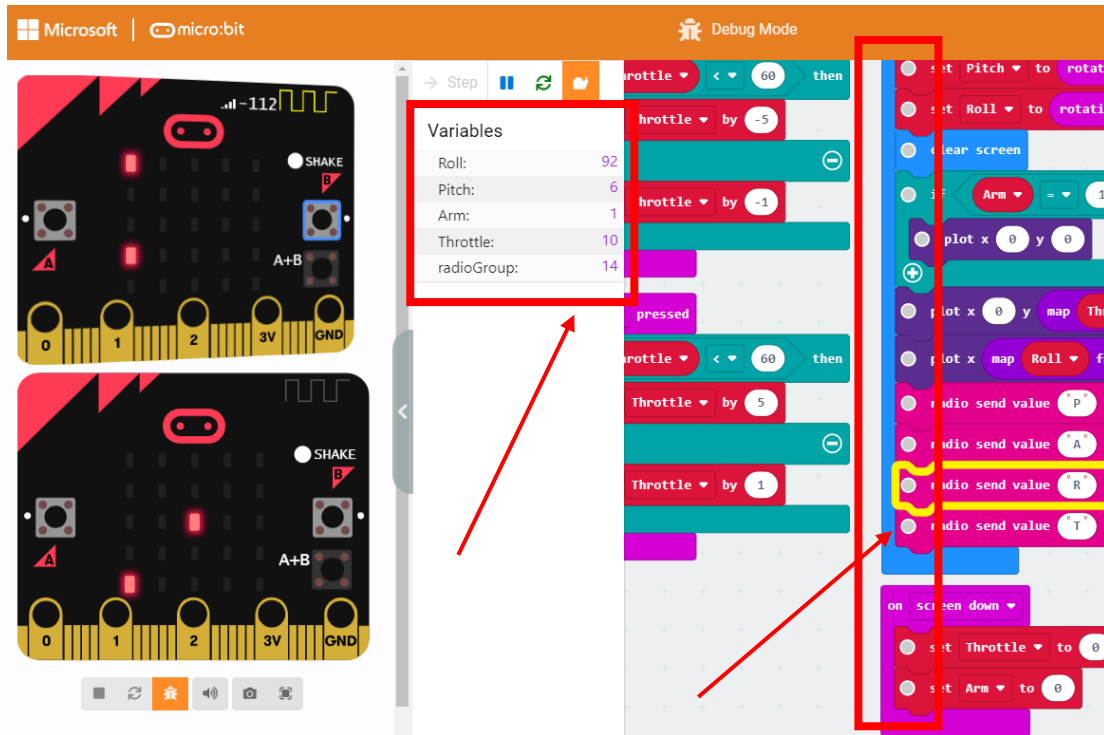 Microsoft | micro:bit
Debug Mode
-112
SHAKE
B
A
A+B
0 1 2 3V GND
SHAKE
B
A
A+B
0 1 2 3V GND
Step
Variables
Roll: 92
Pitch: 6
Arm: 1
Throttle: 10
radioGroup: 14
< 60 then
Throttle by -5
Throttle by -1
pressed
< 60 then
Throttle by 5
Throttle by 1
set Pitch to
set Roll to
clear screen
if Arm = 1
plot x 0 y 0
plot x 0 y map
plot x map Roll
radio send value "P"
radio send value "A"
radio send value "R"
radio send value "T"
on screen down
set Throttle to 0
set Arm to 0